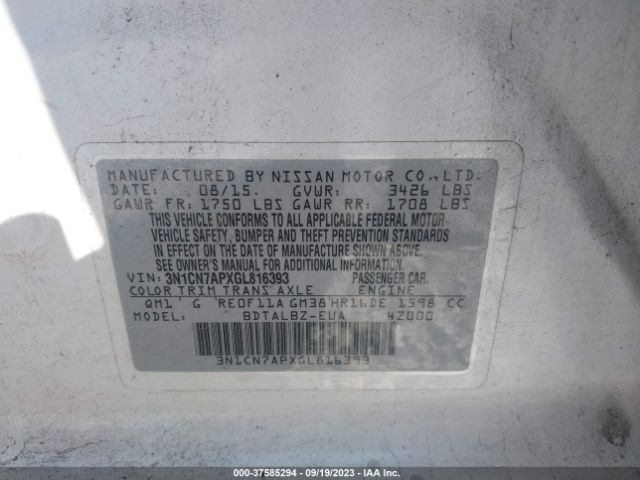 MANUFACTURED BY NISSAN MOTOR CO.,LTD.
DATE: 08/15. GVWR: 3426 LBS
GAWR FR: 1750 LBS GAWR RR: 1708 LBS
THIS VEHICLE CONFORMS TO ALL APPLICABLE FEDERAL MOTOR
VEHICLE SAFETY, BUMPER AND THEFT PREVENTION STANDARDS
IN EFFECT ON THE DATE OF MANUFACTURE SHOWN ABOVE.
SEE OWNER'S MANUAL FOR ADDITIONAL INFORMATION
VIN: 3N1CN7APXGL816393 PASSENGER CAR.
COLOR TRIM TRANS AXLE ENGINE
QM1 G RE0F11A GM38 HR16DE 1598 CC
MODEL: BDTALBZ-EUA 4Z000
3N1CN7APXGL816393
000-37585294 - 09/19/2023 - IAAI.COM